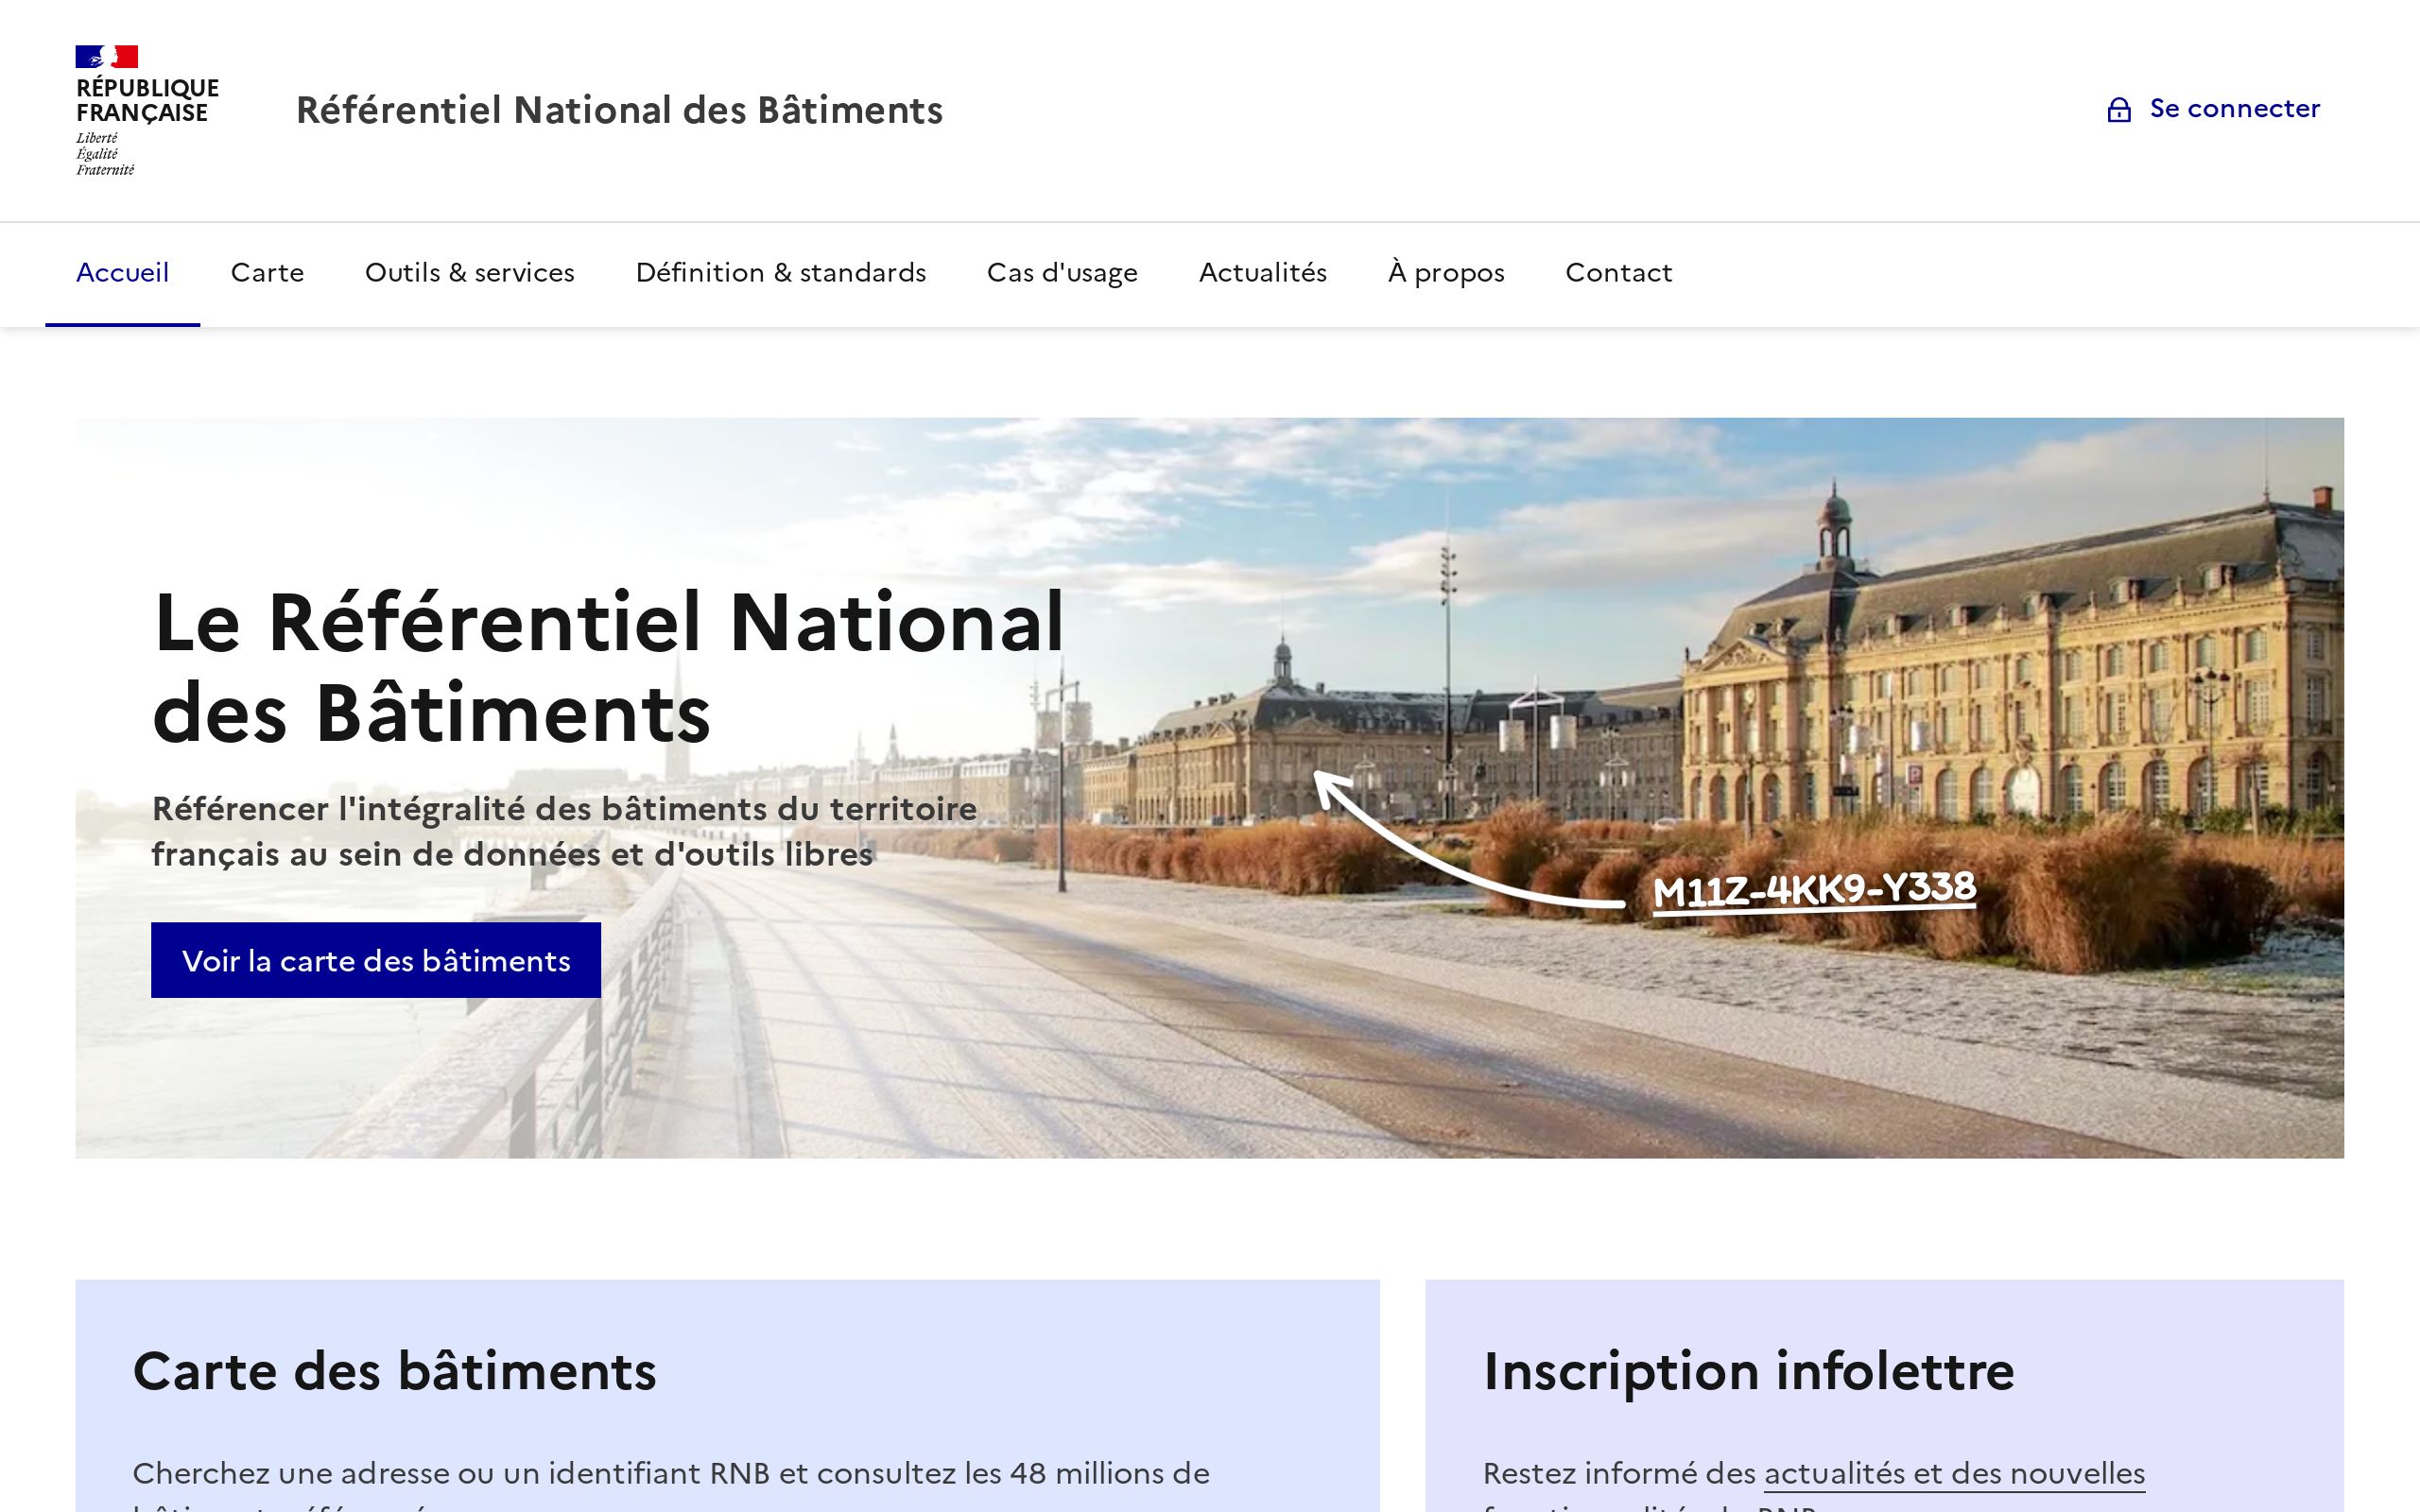 RÉPUBLIQUE
FRANÇAISE
Liberté
Égalité
Fraternité
Référentiel National des Bâtiments
Se connecter
Accueil
Carte
Outils & services
Définition & standards
Cas d'usage
Actualités
À propos
Contact
Le Référentiel National
des Bâtiments
Référencer l'intégralité des bâtiments du territoire
français au sein de données et d'outils libres
M11Z-4KK9-Y338
Voir la carte des bâtiments
Carte des bâtiments
Cherchez une adresse ou un identifiant RNB et consultez les 48 millions de
Inscription infolettre
Restez informé des actualités et des nouvelles